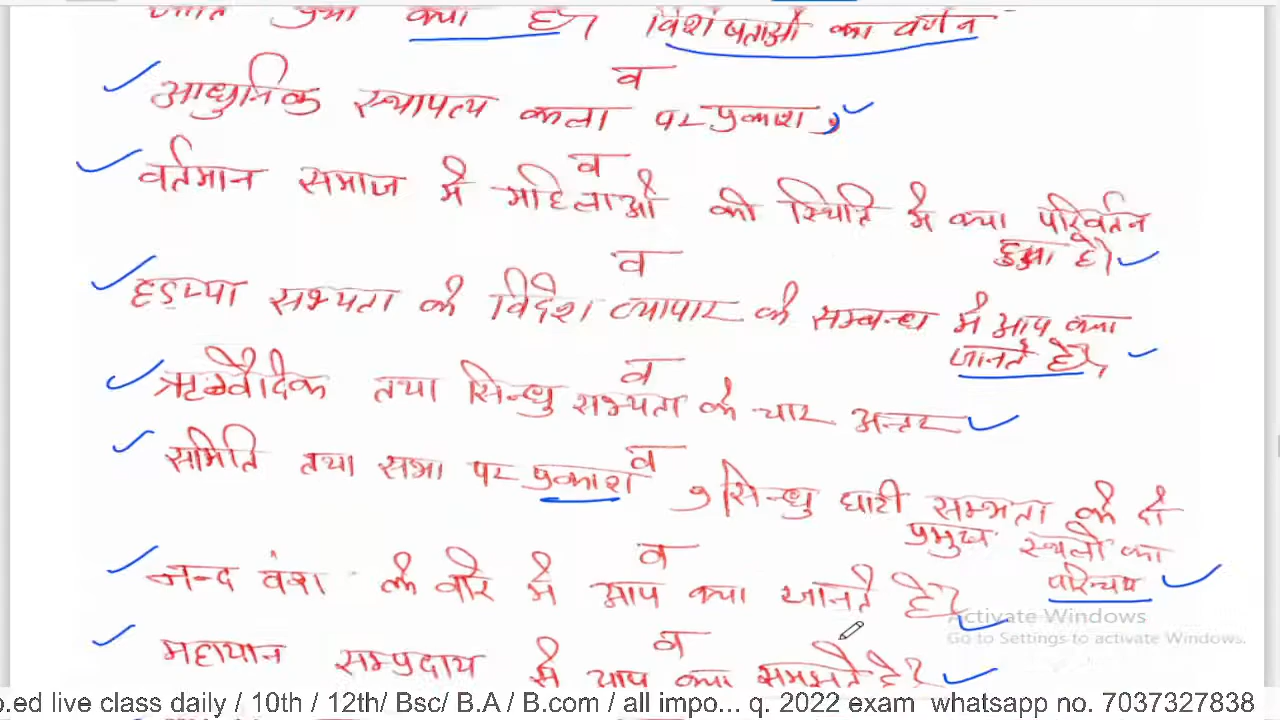 जाति प्रथा क्या है? विशेषताओं का वर्णन
व
आधुनिक स्थापत्य कला पर प्रकाश,
व
वर्तमान समाज में महिलाओं की स्थिति में क्या परिवर्तन
हुआ है?
व
हड़प्पा सभ्यता के विदेश व्यापार के सम्बन्ध में आप क्या
जानते है?
व
ऋग्वैदिक तथा सिन्धु सभ्यता के चार अन्तर
व
समिति तथा सभा पर प्रकाश, सिन्धु घाटी सभ्यता के दो
प्रमुख स्थलों का
परिचय
व
नन्द वंश के बारे में आप क्या जानते है?
Activate Windows
Go to Settings to activate Windows.
व
महायान सम्प्रदाय से आप क्या समझते है?
.ed live class daily / 10th / 12th/ Bsc/ B.A / B.com / all impo... q. 2022 exam whatsapp no. 7037327838